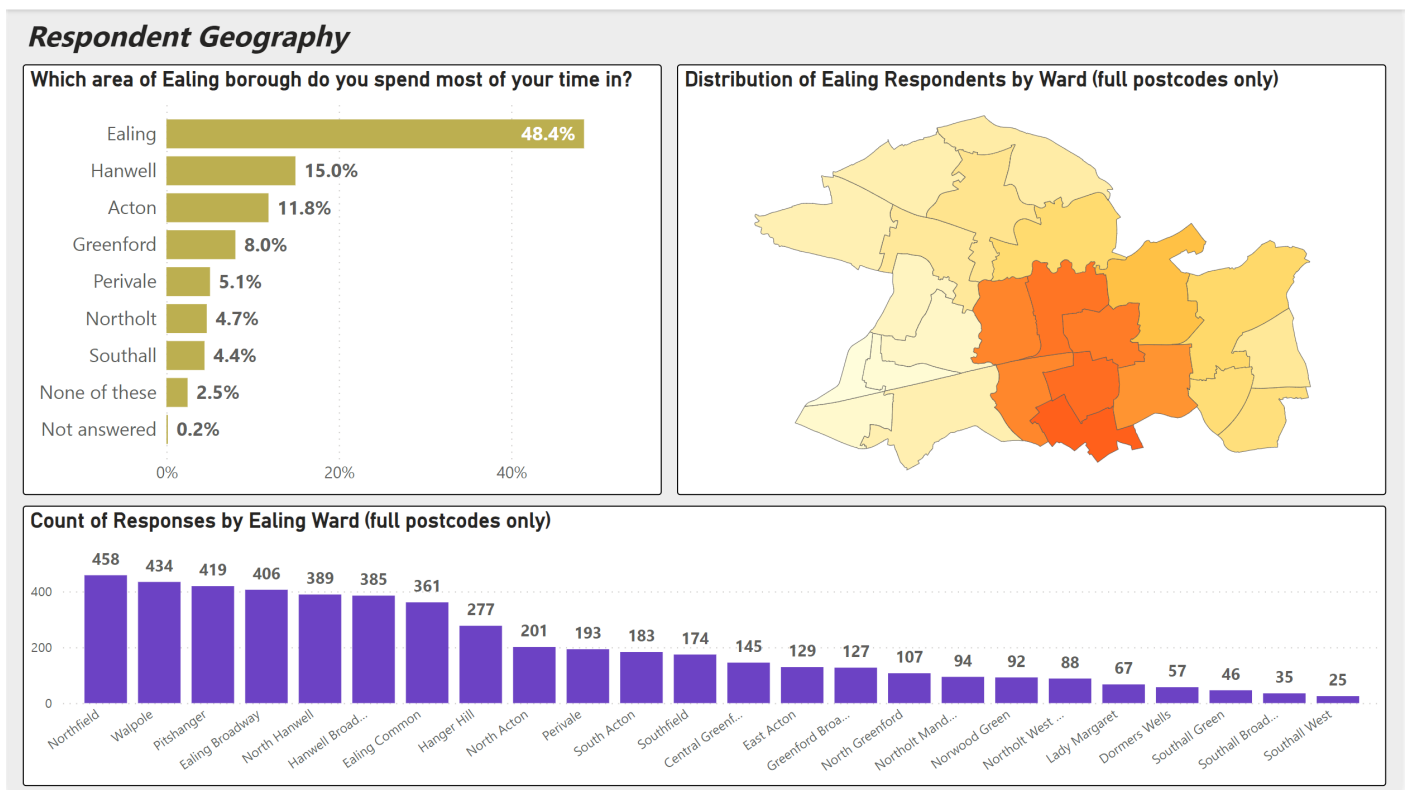 Respondent Geography
Which area of Ealing borough do you spend most of your time in?
Ealing
48.4%
Hanwell
15.0%
Acton
11.8%
Greenford
8.0%
Perivale
5.1%
Northolt
4.7%
Southall
4.4%
None of these
2.5%
Not answered
0.2%
0%
20%
40%
Distribution of Ealing Respondents by Ward (full postcodes only)
Count of Responses by Ealing Ward (full postcodes only)
458
434
419
406
389
385
361
277
201
193
183
174
145
129
127
107
94
92
88
67
57
46
35
25
400
200
0
Northfield
Walpole
Pitshanger
Ealing Broadway
North Hanwell
Hanwell Broad...
Ealing Common
Hanger Hill
North Acton
Perivale
South Acton
Southfield
Central Greenf...
East Acton
Greenford Broa...
North Greenford
Northolt Mand...
Norwood Green
Northolt West ...
Lady Margaret
Dormers Wells
Southall Green
Southall Broad...
Southall West